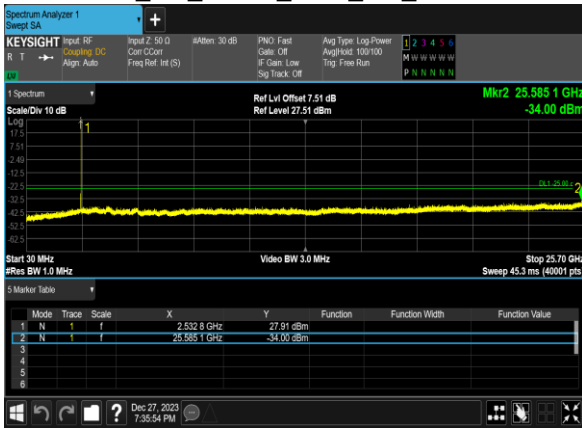 Spectrum Analyzer 1
Swept SA
KEYSIGHT Input: RF Input Z: 50 Ω #Atten: 30 dB PNO: Fast Avg Type: Log-Power 1 2 3 4 5 6
R T Coupling: DC Corr CCorr Gate: Off Avg|Hold: 100/100 M W W W W W
Align: Auto Freq Ref: Int (S) IF Gain: Low Trig: Free Run
Sig Track: Off P N N N N N
1 Spectrum Ref Lvl Offset 7.51 dB Mkr2 25.585 1 GHz
Scale/Div 10 dB Ref Level 27.51 dBm -34.00 dBm
Log
1
17.5
7.51
-2.49
-12.5
-22.5
2
-32.5
-42.5
-52.5
-62.5
Start 30 MHz Video BW 3.0 MHz Stop 25.70 GHz
#Res BW 1.0 MHz Sweep 45.3 ms (40001 pts)
5 Marker Table
Mode Trace Scale X Y Function Function Width Function Value
1 N 1 f 2.532 8 GHz 27.91 dBm
2 N 1 f 25.585 1 GHz -34.00 dBm
3
4
5
6
? Dec 27, 2023
7:35:54 PM